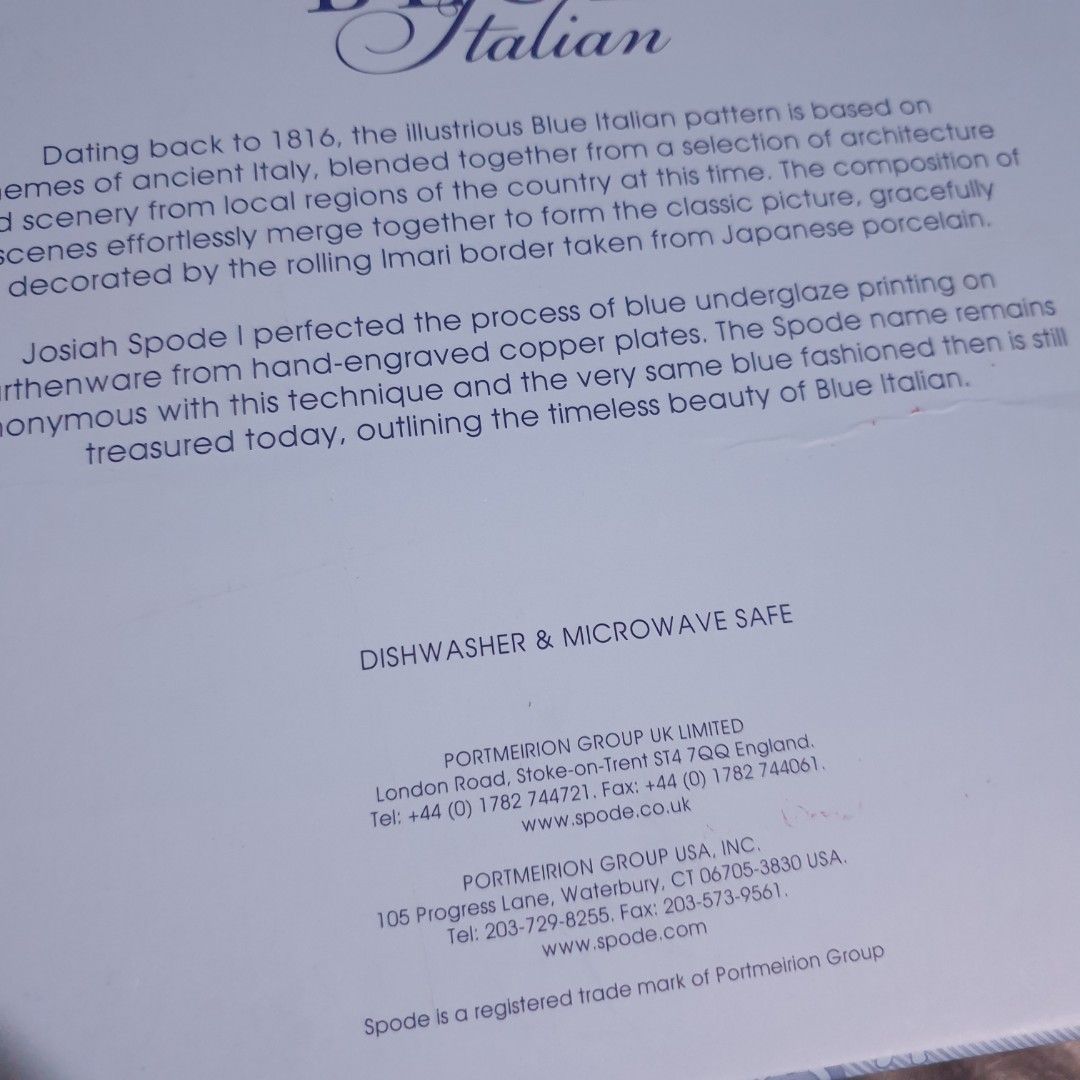 Italian
Dating back to 1816, the illustrious Blue Italian pattern is based on
of ancient Italy, blended together from a selection of architecture
scenery from local regions of the country at this time. The composition of
scenes effortlessly merge together to form the classic picture, gracefully
decorated by the rolling Imari border taken from Japanese porcelain.
Josiah Spode I perfected the process of blue underglaze printing on
from hand-engraved copper plates. The Spode name remains
with this technique and the very same blue fashioned then is still
treasured today, outlining the timeless beauty of Blue Italian.
DISHWASHER & MICROWAVE SAFE
PORTMEIRION GROUP UK LIMITED
London Road, Stoke-on-Trent ST4 7QQ England.
Tel: +44 (0) 1782 744721. Fax: +44 (0) 1782 744061.
www.spode.co.uk
PORTMEIRION GROUP USA, INC.
105 Progress Lane, Waterbury, CT 06705-3830 USA.
Tel: 203-729-8255. Fax: 203-573-9561.
www.spode.com
Spode is a registered trade mark of Portmeirion Group